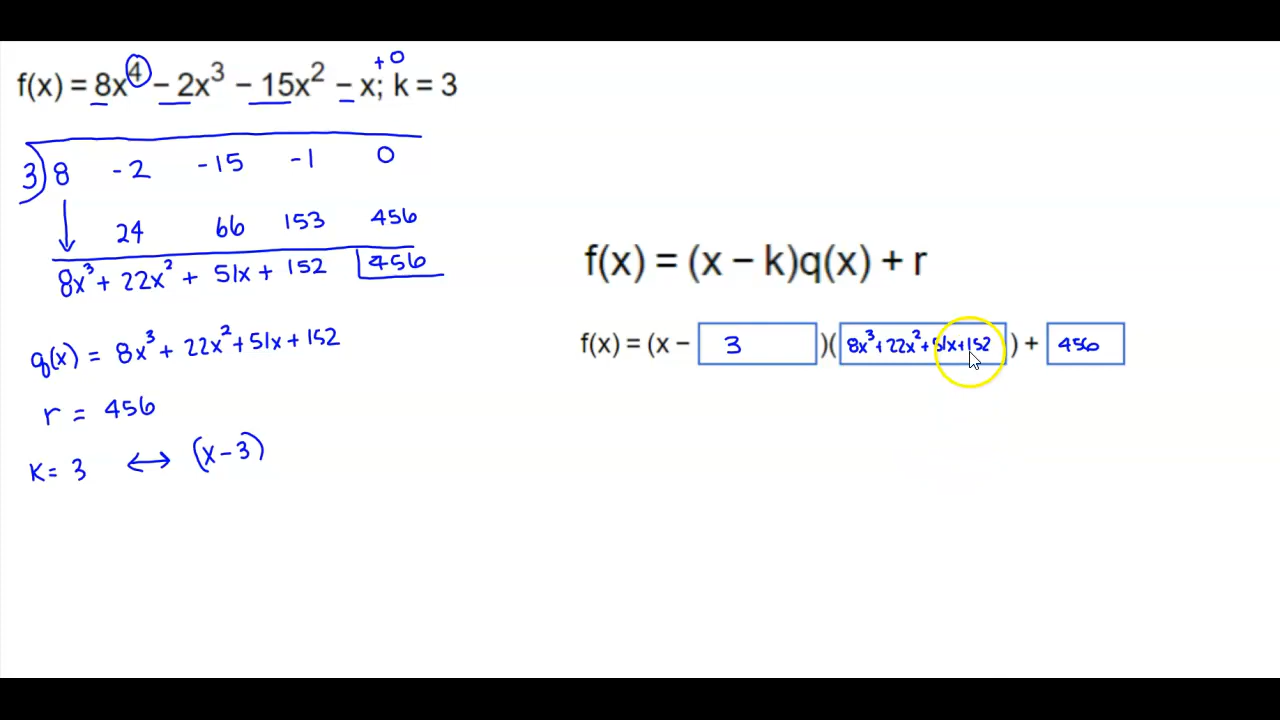 + 0
f(x) = 8x⁴ − 2x³ − 15x² − x; k = 3
3) 8 -2 -15 -1 0
24 66 153 456
8x³ + 22x² + 51x + 152 456
q(x) = 8x³ + 22x² + 51x + 152
r = 456
k = 3 ↔ (x - 3)
f(x) = (x − k)q(x) + r
f(x) = (x − 3 )( 8x³ + 22x² + 51x + 152 ) + 456